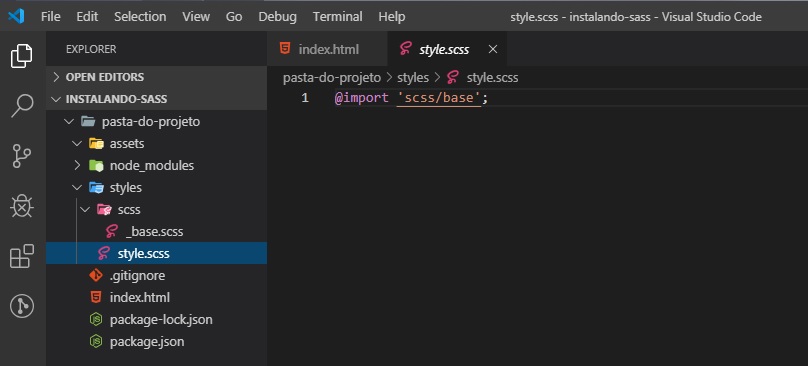 File Edit Selection View Go Debug Terminal Help style.scss - instalando-sass - Visual Studio Code
EXPLORER
OPEN EDITORS
INSTALANDO-SASS
pasta-do-projeto
assets
node_modules
styles
scss
_base.scss
style.scss
.gitignore
index.html
package-lock.json
package.json
index.html style.scss
pasta-do-projeto > styles > style.scss
1 @import 'scss/base';